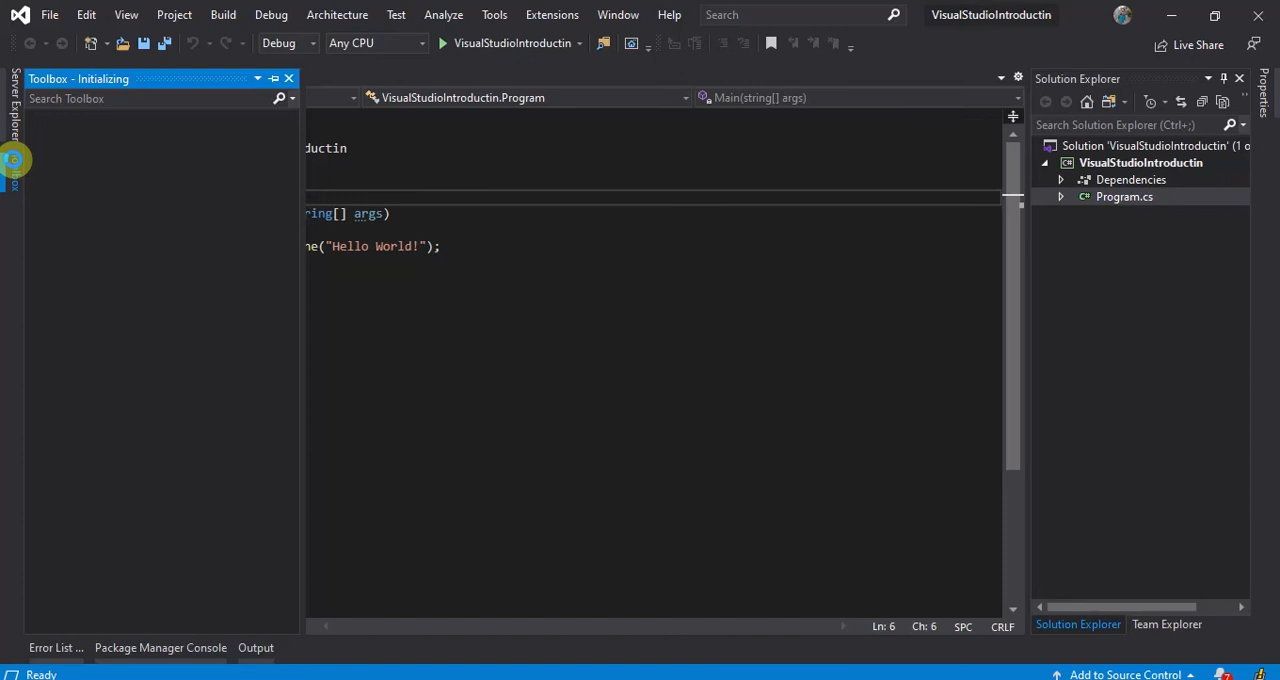 File Edit View Project Build Debug Architecture Test Analyze Tools Extensions Window Help Search VisualStudioIntroductin
Debug Any CPU VisualStudioIntroductin Live Share
Server Explorer
Toolbox - Initializing
Search Toolbox
VisualStudioIntroductin.Program Main(string[] args)
ductin
ring[] args)
ne("Hello World!");
Solution Explorer
Search Solution Explorer (Ctrl+;)
Solution 'VisualStudioIntroductin' (1 o
VisualStudioIntroductin
Dependencies
Program.cs
Properties
Ln: 6 Ch: 6 SPC CRLF
Solution Explorer Team Explorer
Error List ... Package Manager Console Output
Ready
Add to Source Control 7